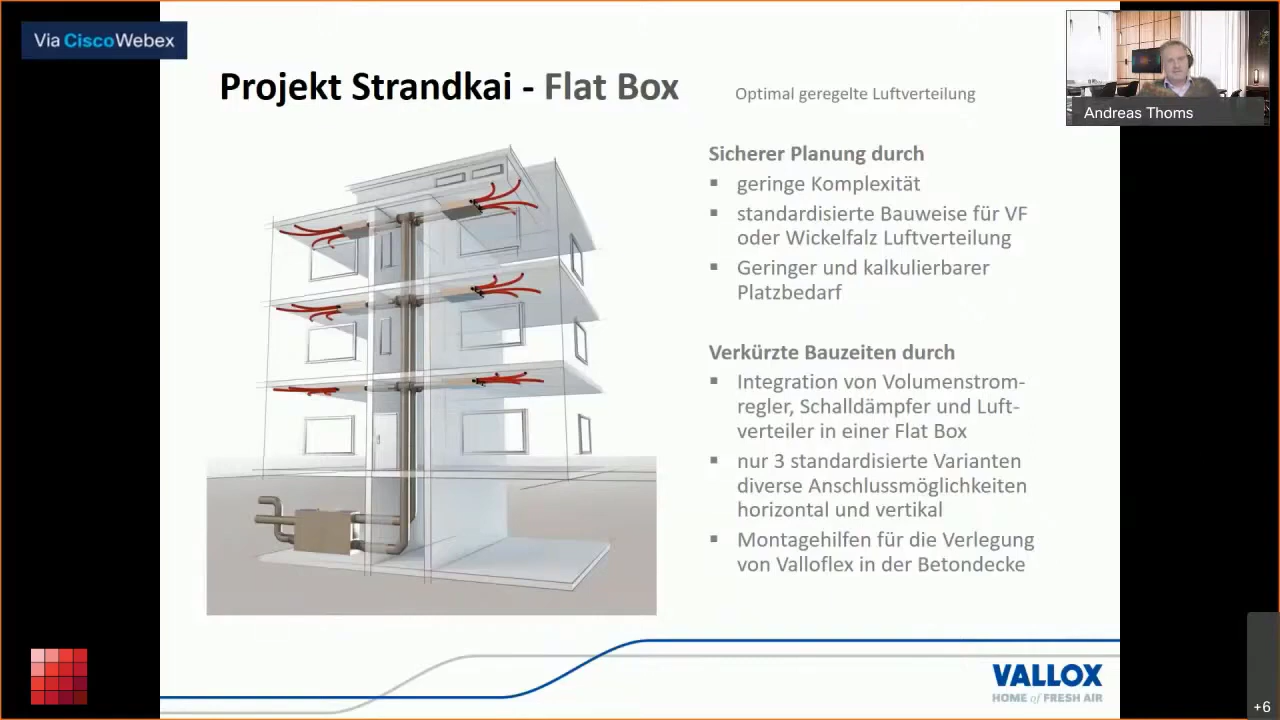 Via CiscoWebex
Projekt Strandkai - Flat Box
Optimal geregelte Luftverteilung
Andreas Thoms
Sicherer Planung durch
▪ geringe Komplexität
▪ standardisierte Bauweise für VF
oder Wickelfalz Luftverteilung
▪ Geringer und kalkulierbarer
Platzbedarf
Verkürzte Bauzeiten durch
▪ Integration von Volumenstrom-
regler, Schalldämpfer und Luft-
verteiler in einer Flat Box
▪ nur 3 standardisierte Varianten
diverse Anschlussmöglichkeiten
horizontal und vertikal
▪ Montagehilfen für die Verlegung
von Valloflex in der Betondecke
VALLOX
HOME of FRESH AIR
+6